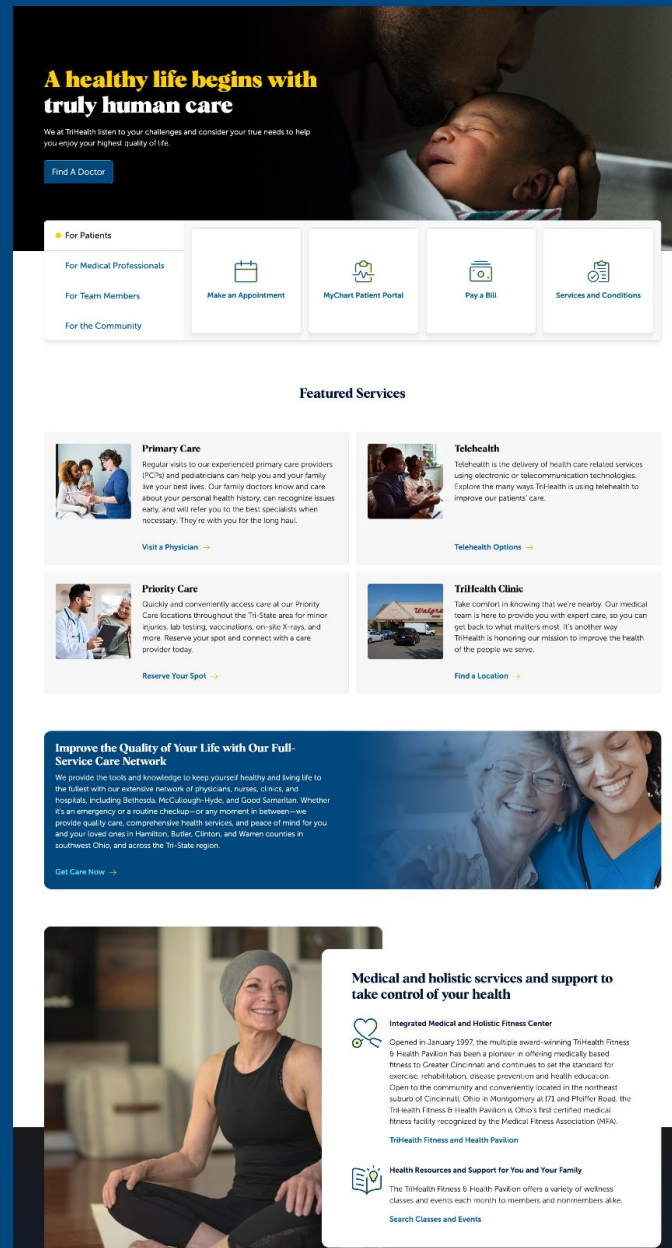 A healthy life begins with
truly human care
We at TriHealth listen to your challenges and consider your true needs to help
you enjoy your highest quality of life.
Find A Doctor
For Patients
For Medical Professionals
For Team Members
For the Community
Make an Appointment
MyChart Patient Portal
Pay a Bill
Services and Conditions
Featured Services
Primary Care
Regular visits to our experienced primary care providers
(PCPs) and pediatricians can help you and your family
live your best lives. Our family doctors know and care
about your personal health history, can recognize issues
early, and will refer you to the best specialists when
necessary. They're with you for the long haul.
Visit a Physician →
Telehealth
Telehealth is the delivery of health care related services
using electronic or telecommunication technologies.
Explore the many ways TriHealth is using telehealth to
improve our patients' care.
Telehealth Options →
Priority Care
Quickly and conveniently access care at our Priority
Care locations throughout the Tri-State area for minor
injuries, lab testing, vaccinations, on-site X-rays, and
more. Reserve your spot and connect with a care
provider today.
Reserve Your Spot →
TriHealth Clinic
Take comfort in knowing that we're nearby. Our medical
team is here to provide you with expert care, so you can
get back to what matters most. It's another way
TriHealth is honoring our mission to improve the health
of the people we serve.
Find a Location →
Improve the Quality of Your Life with Our Full-
Service Care Network
We provide the tools and knowledge to keep yourself healthy and living life to
the fullest with our extensive network of physicians, nurses, clinics, and
hospitals, including Bethesda, McCullough-Hyde, and Good Samaritan. Whether
it's an emergency or a routine checkup—or any moment in between—we
provide quality care, comprehensive health services, and peace of mind for you
and your loved ones in Hamilton, Butler, Clinton, and Warren counties in
southwest Ohio, and across the Tri-State region.
Get Care Now →
Medical and holistic services and support to
take control of your health
Integrated Medical and Holistic Fitness Center
Opened in January 1997, the multiple award-winning TriHealth Fitness
& Health Pavilion has been a pioneer in offering medically based
fitness to Greater Cincinnati and continues to set the standard for
exercise, rehabilitation, disease prevention and health education.
Open to the community and conveniently located in the northeast
suburb of Cincinnati, Ohio in Montgomery at I71 and Pfeiffer Road, the
TriHealth Fitness & Health Pavilion is Ohio's first certified medical
fitness facility recognized by the Medical Fitness Association (MFA).
TriHealth Fitness and Health Pavilion
Health Resources and Support for You and Your Family
The TriHealth Fitness & Health Pavilion offers a variety of wellness
classes and events each month to members and nonmembers alike.
Search Classes and Events